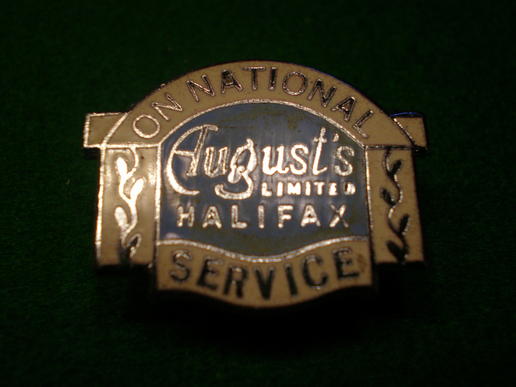 ON NATIONAL
August's
LIMITED
HALIFAX
SERVICE